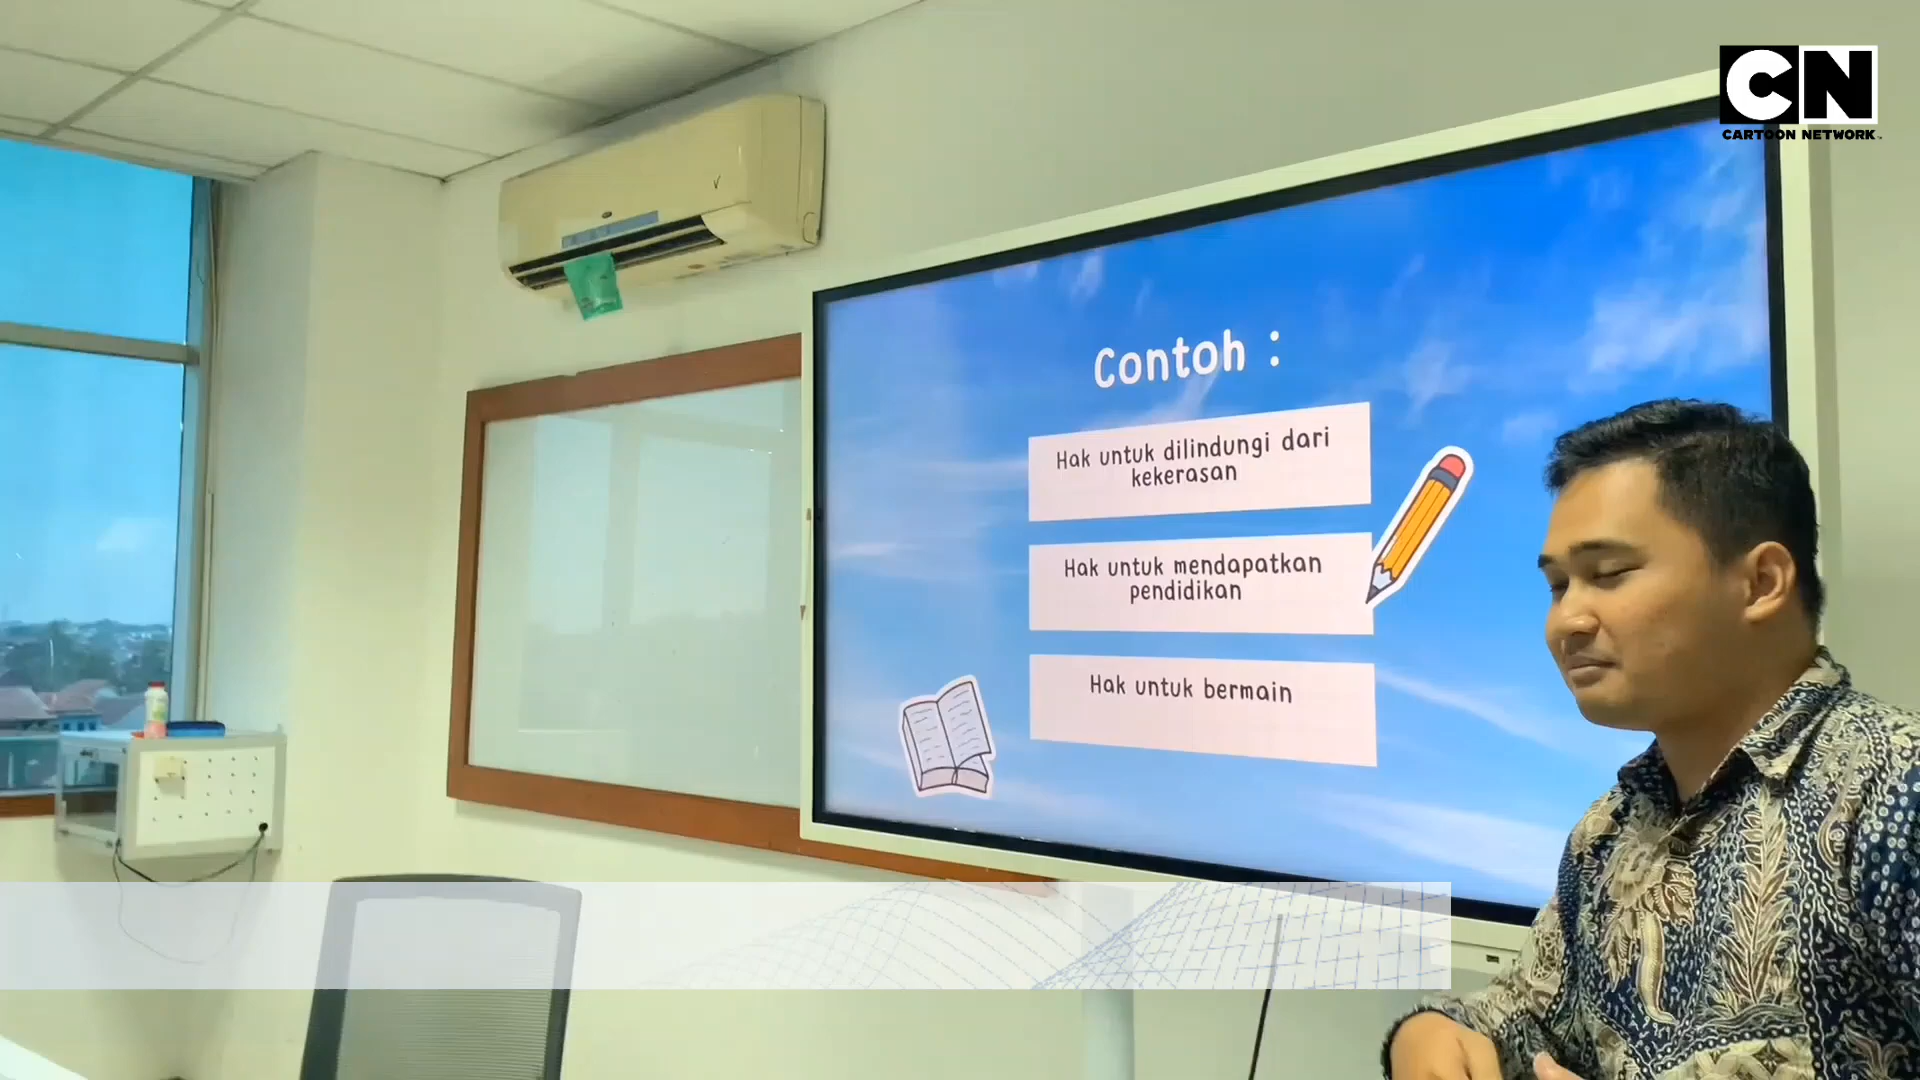 CN
CARTOON NETWORK
Contoh :
Hak untuk dilindungi dari
kekerasan
Hak untuk mendapatkan
pendidikan
Hak untuk bermain